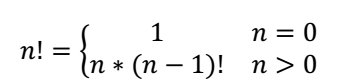 n! = { 1 n = 0
n * (n − 1)! n > 0